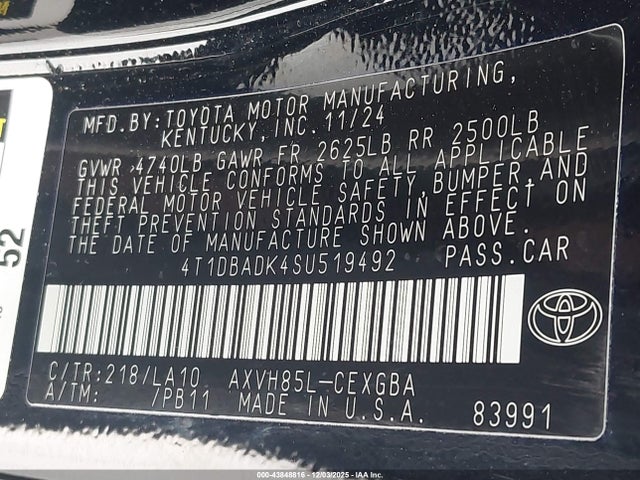 MFD.BY:TOYOTA MOTOR MANUFACTURING,
KENTUCKY,INC.11/24
GVWR 4740LB GAWR FR 2625LB RR 2500LB
THIS VEHICLE CONFORMS TO ALL APPLICABLE
FEDERAL MOTOR VEHICLE SAFETY,BUMPER,AND
THEFT PREVENTION STANDARDS IN EFFECT ON
THE DATE OF MANUFACTURE SHOWN ABOVE.
4T1DBADK4SU519492 PASS.CAR
C/TR:218/LA10 AXVH85L-CEXGBA
A/TM: /PB11 MADE IN U.S.A. 83991
52
000-43848816 - 12/03/2025 - IAA Inc.